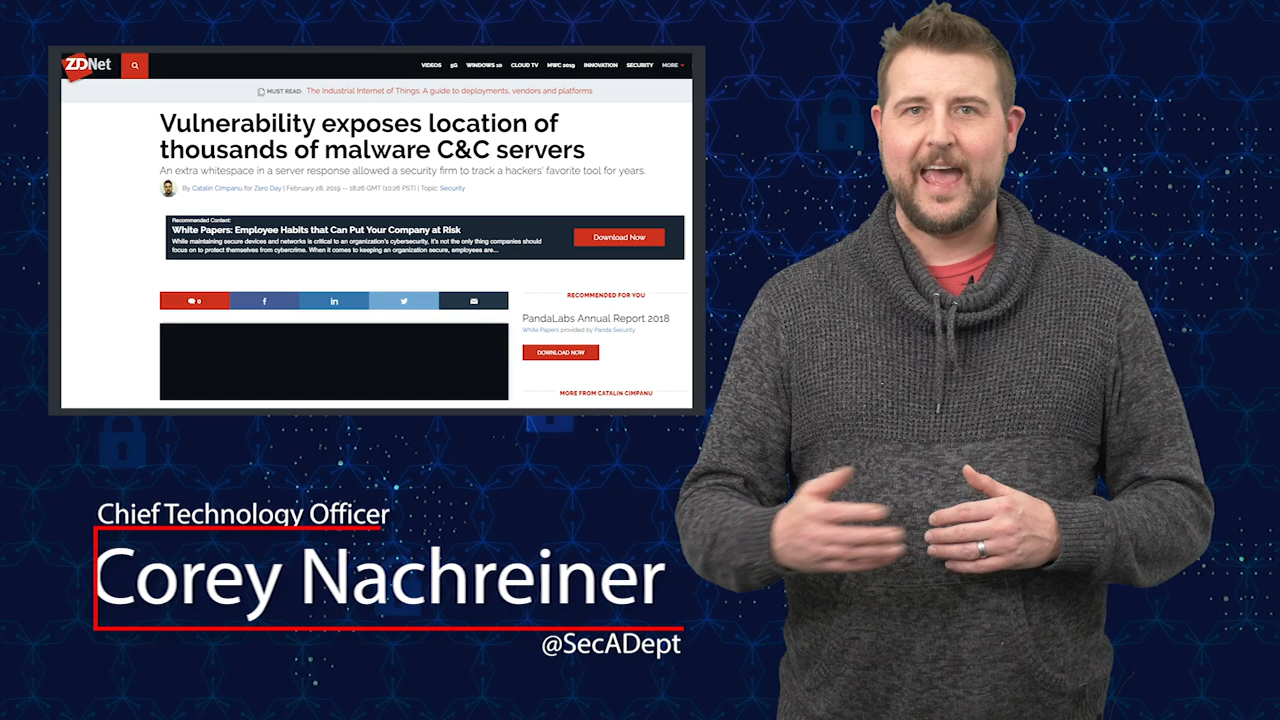 ZDNet
VIDEOS 5G WINDOWS 10 CLOUD TV MWC 2019 INNOVATION SECURITY MORE
MUST READ: The Industrial Internet of Things: A guide to deployments, vendors and platforms
Vulnerability exposes location of
thousands of malware C&C servers
An extra whitespace in a server response allowed a security firm to track a hackers' favorite tool for years.
By Catalin Cimpanu for Zero Day | February 28, 2019 -- 18:26 GMT (10:26 PST) | Topic: Security
Recommended Content:
White Papers: Employee Habits that Can Put Your Company at Risk
While maintaining secure devices and networks is critical to an organization's cybersecurity, it's not the only thing companies should
focus on to protect themselves from cybercrime. When it comes to keeping an organization secure, employees are...
Download Now
0 f in
RECOMMENDED FOR YOU
PandaLabs Annual Report 2018
White Papers provided by Panda Security
DOWNLOAD NOW
MORE FROM CATALIN CIMPANU
Chief Technology Officer
Corey Nachreiner
@SecADept